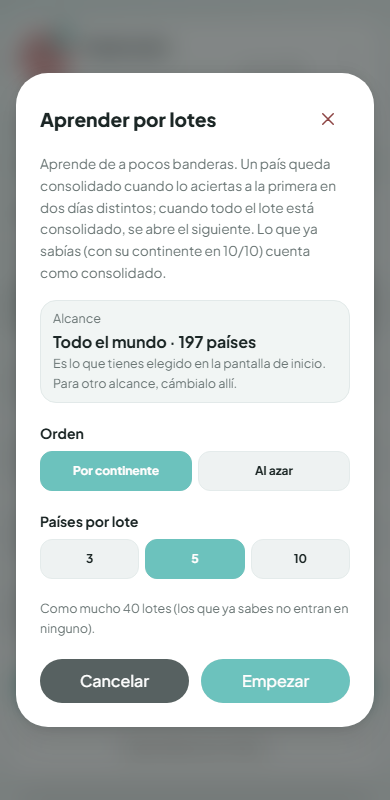 Aprender por lotes
Aprende de a pocos banderas. Un país queda
consolidado cuando lo aciertas a la primera en
dos días distintos; cuando todo el lote está
consolidado, se abre el siguiente. Lo que ya
sabías (con su continente en 10/10) cuenta
como consolidado.
Alcance
Todo el mundo · 197 países
Es lo que tienes elegido en la pantalla de inicio.
Para otro alcance, cámbialo allí.
Orden
Por continente
Al azar
Países por lote
3
5
10
Como mucho 40 lotes (los que ya sabes no entran en
ninguno).
Cancelar
Empezar